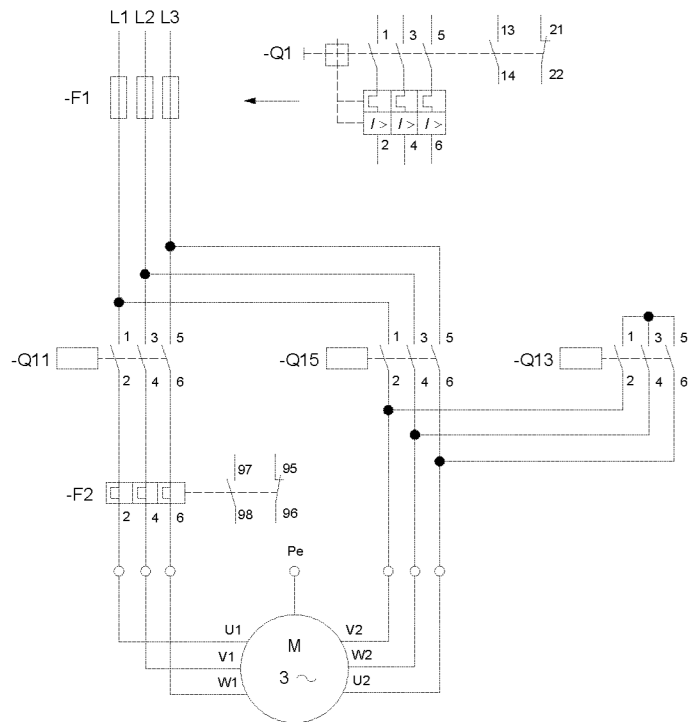 L1 L2 L3
-F1
-Q1
1 3 5
13 21
14 22
I> I> I>
2 4 6
-Q11
1 3 5
2 4 6
-Q15
1 3 5
2 4 6
-Q13
1 3 5
2 4 6
-F2
97 95
98 96
2 4 6
Pe
U1 V2
V1 W2
W1 U2
M
3 ~